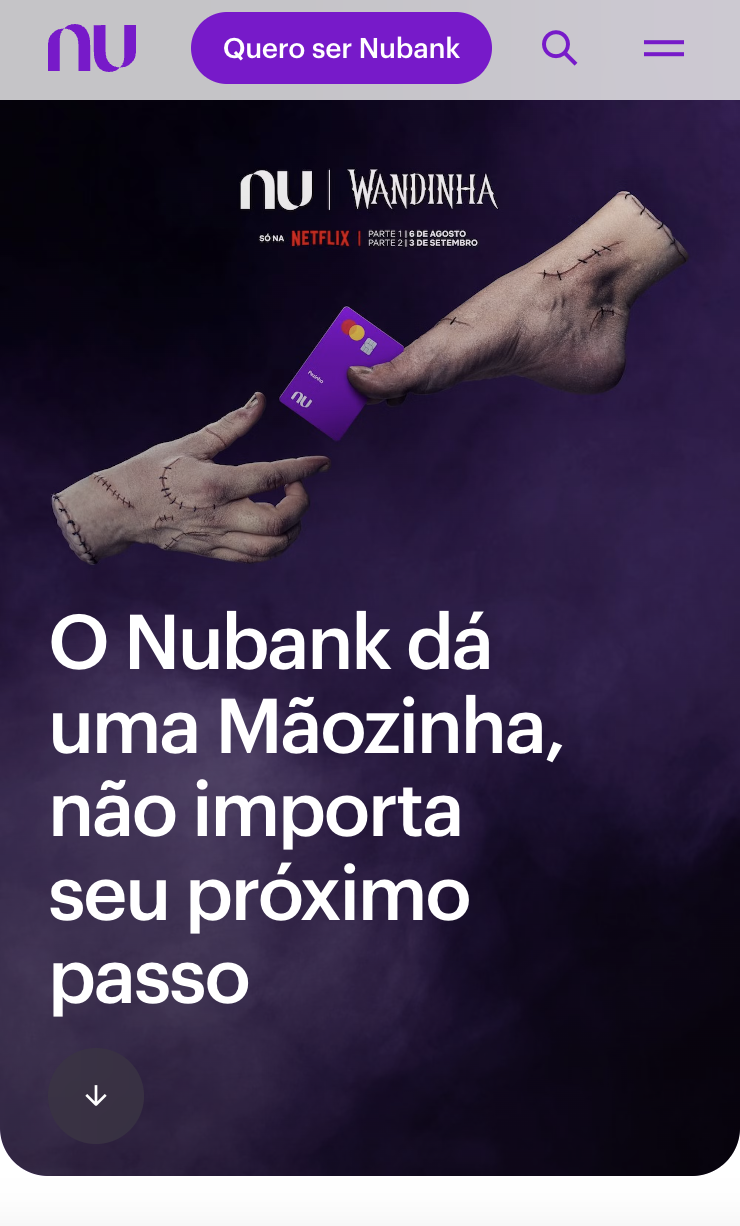 nu
Quero ser Nubank
nu | WANDINHA
SÓ NA NETFLIX | PARTE 1 | 6 DE AGOSTO
PARTE 2 | 3 DE SETEMBRO
Pezinho
nu
O Nubank dá
uma Mãozinha,
não importa
seu próximo
passo